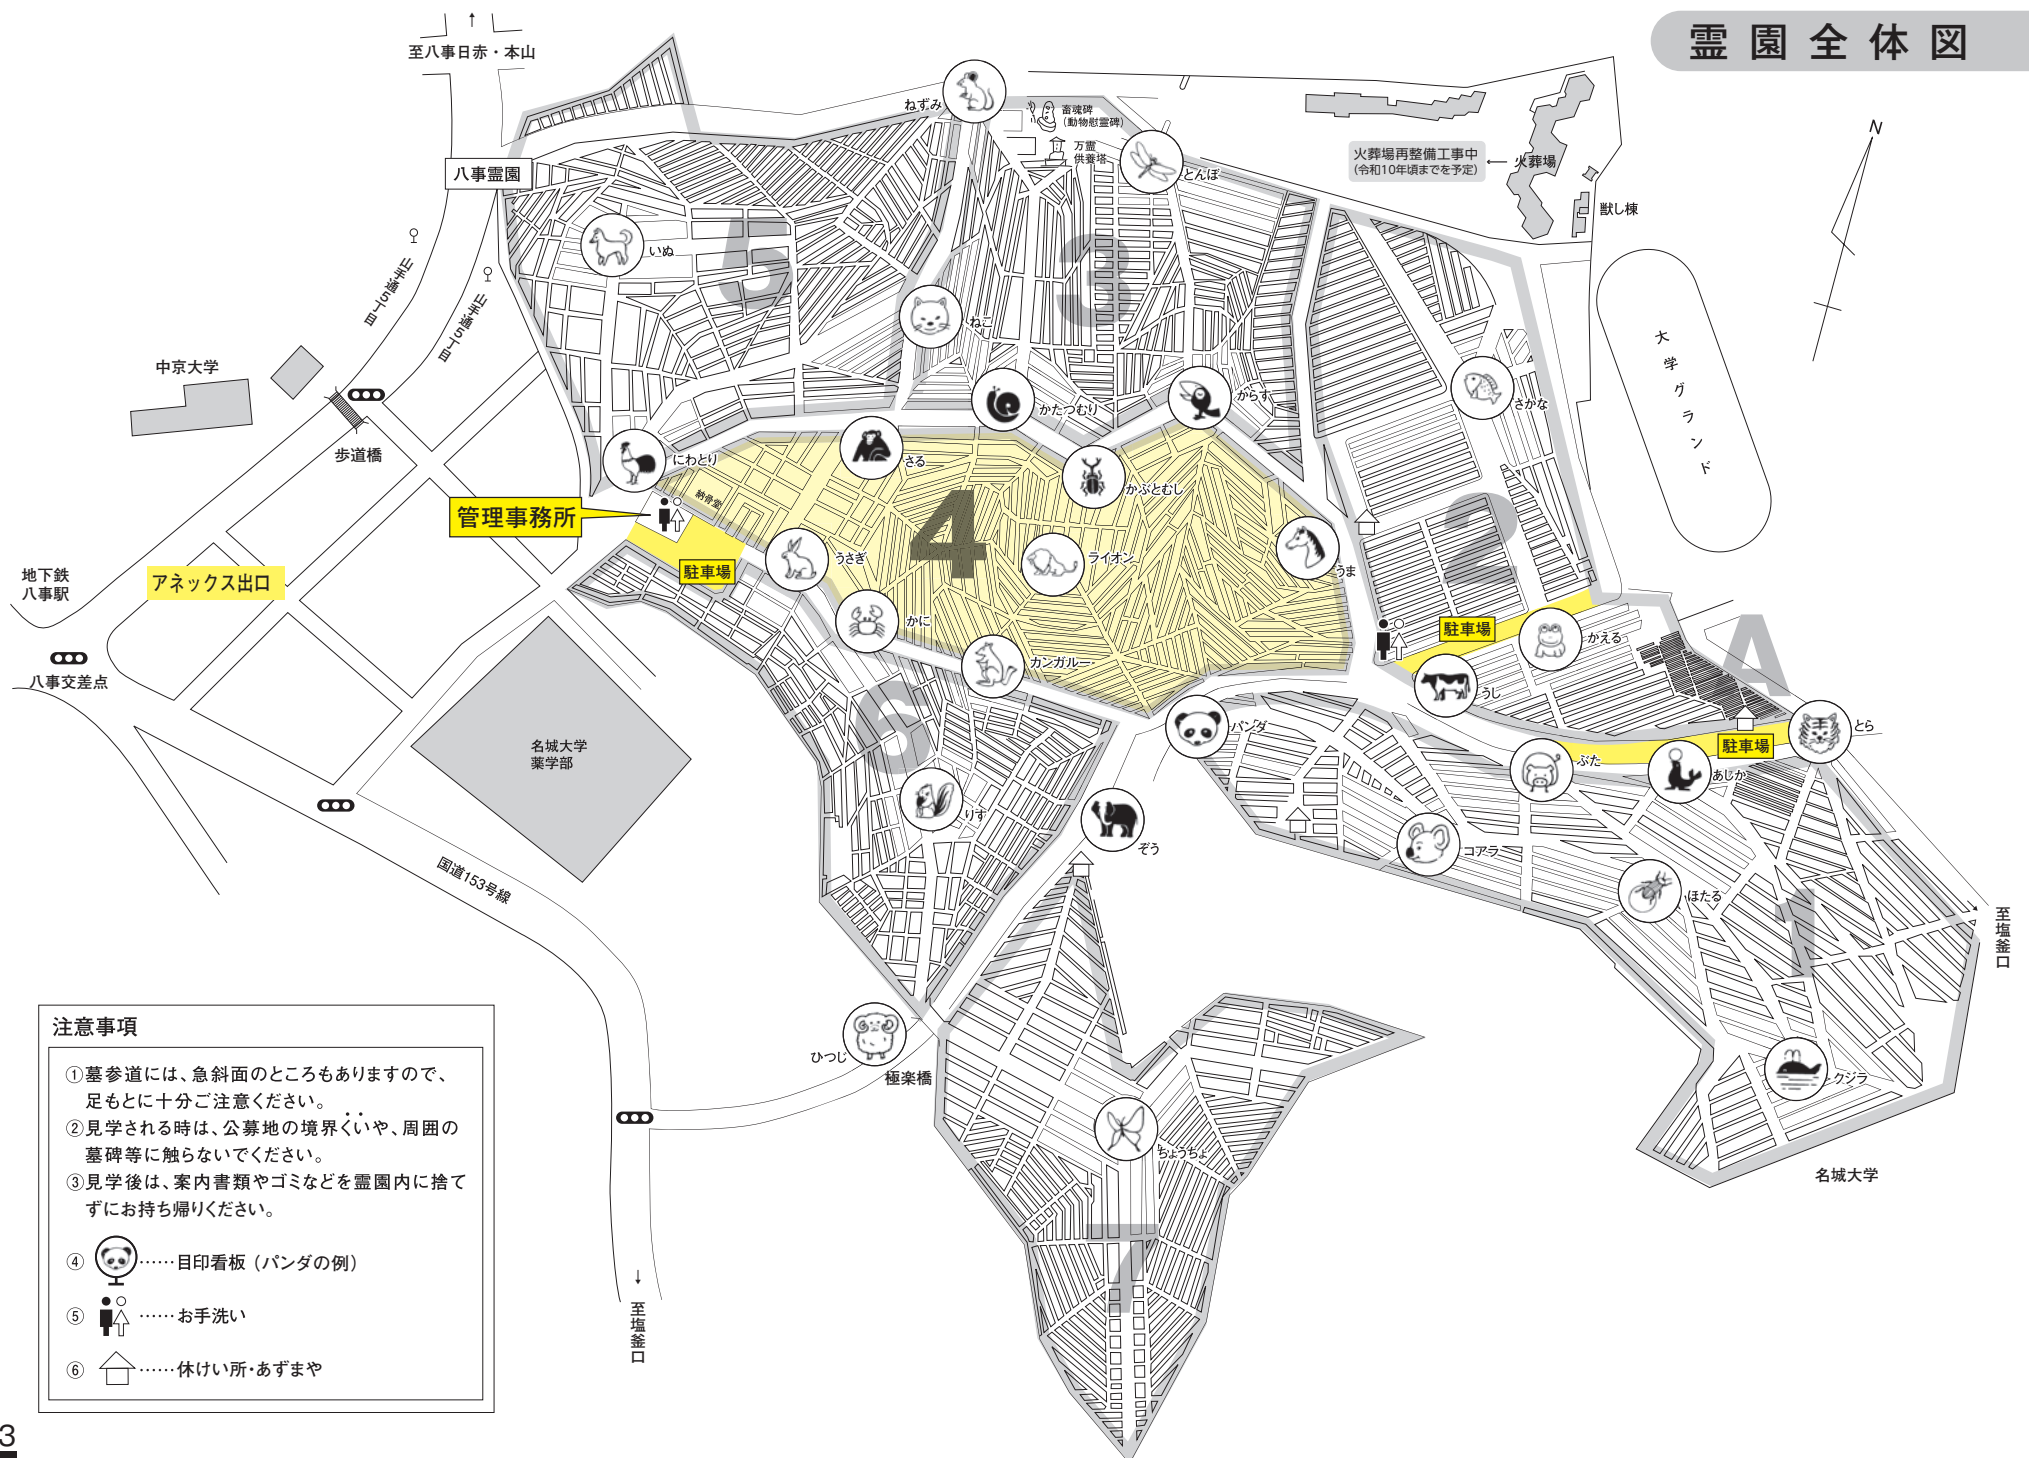 霊園全体図
至八事日赤・本山
ねずみ
畜魂碑
(動物慰霊碑)
万霊
供養塔
とんぼ
火葬場再整備工事中
(令和10年頃までを予定)
火葬場
獣し棟
N
八事霊園
いぬ
5
3
ねこ
山手通5丁目
山手通5丁目
大学グランド
中京大学
歩道橋
かたつむり
からす
さかな
にわとり
さる
かぶとむし
納骨堂
管理事務所
4
2
うさぎ
ライオン
うま
駐車場
アネックス出口
地下鉄
八事駅
かに
駐車場
かえる
A
カンガルー
うし
八事交差点
6
パンダ
とら
駐車場
ぶた
あじか
名城大学
薬学部
りす
ぞう
コアラ
ほたる
1
国道153号線
至塩釜口
ひつじ
極楽橋
クジラ
ちょうちょ
名城大学
7
至塩釜口
注意事項
①墓参道には、急斜面のところもありますので、
足もとに十分ご注意ください。
②見学される時は、公募地の境界くいや、周囲の
墓碑等に触らないでください。
③見学後は、案内書類やゴミなどを霊園内に捨て
ずにお持ち帰りください。
④……目印看板（パンダの例）
⑤……お手洗い
⑥……休けい所・あずまや
3